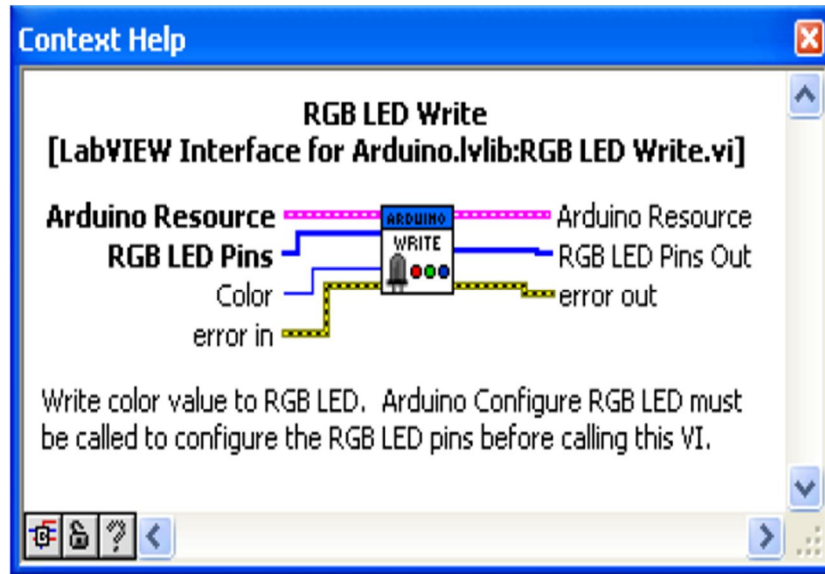 Context Help
RGB LED Write
[LabVIEW Interface for Arduino.lvlib:RGB LED Write.vi]
Arduino Resource
ARDUINO
Arduino Resource
RGB LED Pins
WRITE
RGB LED Pins Out
Color
error in
error out
Write color value to RGB LED.  Arduino Configure RGB LED must
be called to configure the RGB LED pins before calling this VI.
?